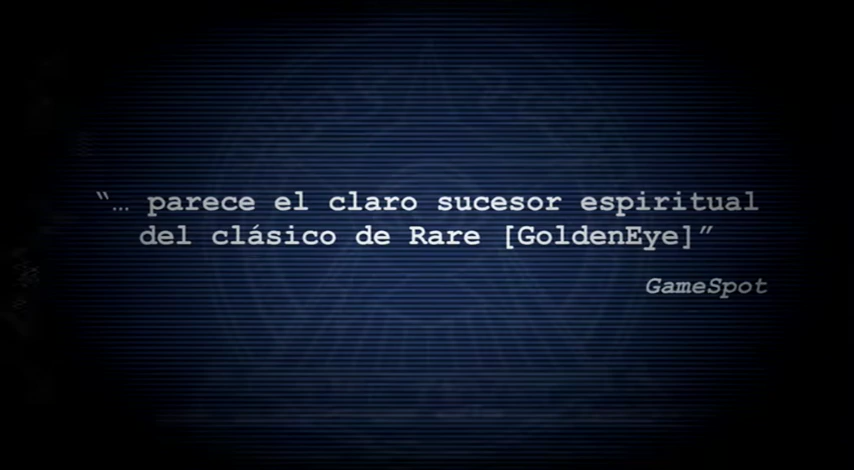 “… parece el claro sucesor espiritual
del clásico de Rare [GoldenEye]”
GameSpot